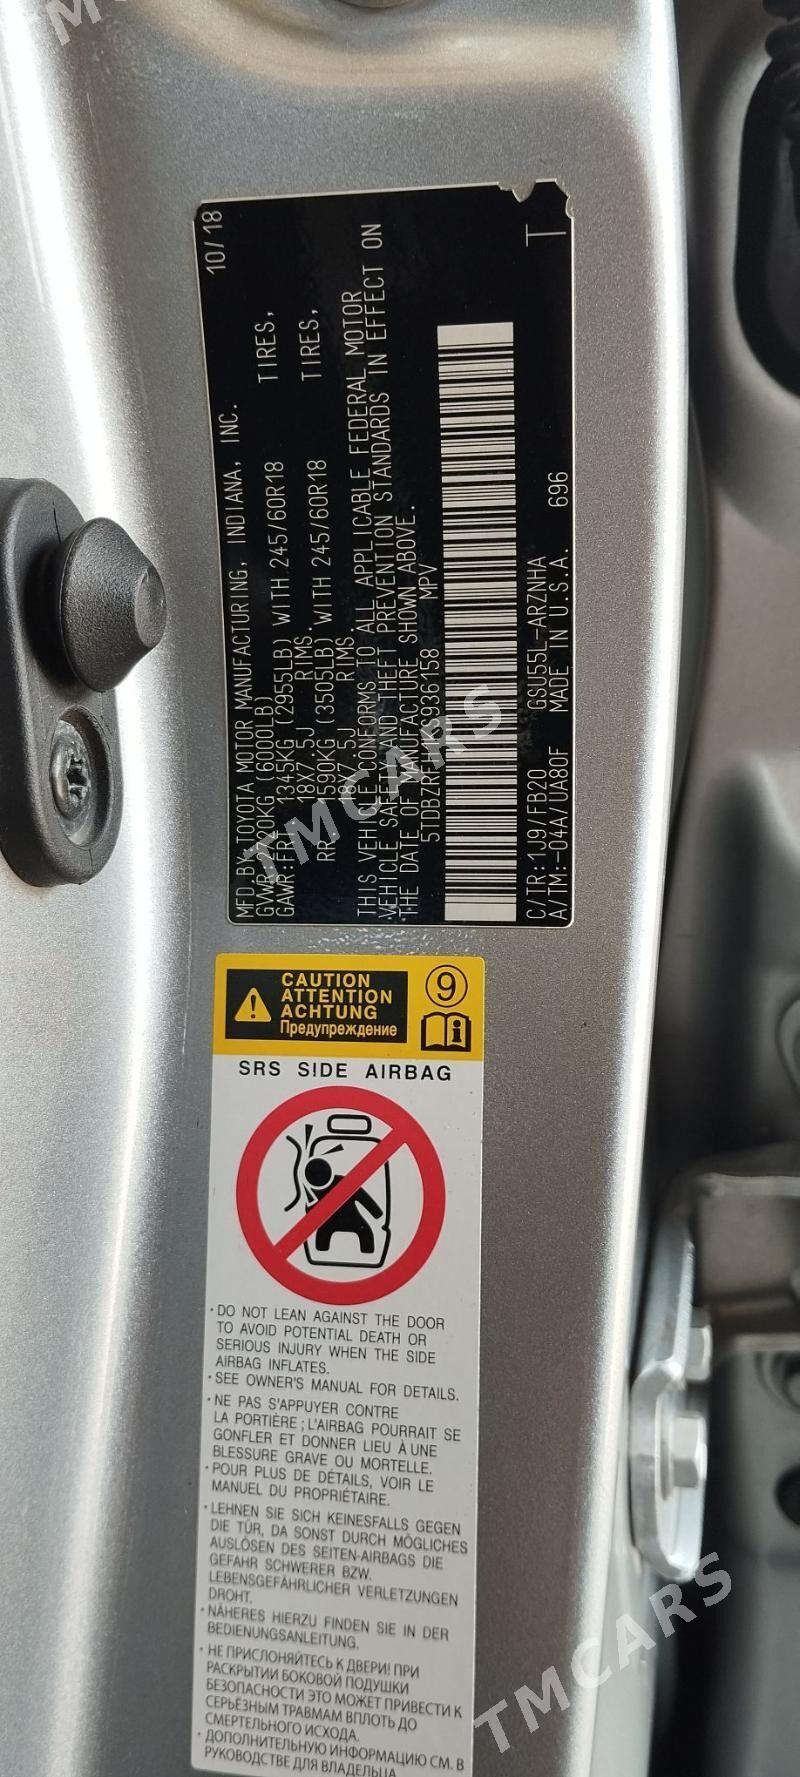 MFD. BY: TOYOTA MOTOR MANUFACTURING, INDIANA, INC. 10/18
GVWR: 2720KG (6000LB)
GAWR: FRT 1345KG (2955LB) WITH 245/60R18 TIRES,
18X7.5J RIMS.
RR 1590KG (3505LB) WITH 245/60R18 TIRES,
18X7.5J RIMS.
THIS VEHICLE CONFORMS TO ALL APPLICABLE FEDERAL MOTOR
VEHICLE SAFETY AND THEFT PREVENTION STANDARDS IN EFFECT ON
THE DATE OF MANUFACTURE SHOWN ABOVE.
MPV
T
C/TR: 1J9/FB20 GSU55L-ARZNHA
A/TM: -04A/UA80F MADE IN U.S.A. 696
CAUTION
ATTENTION
ACHTUNG
Предупреждение
9
i
SRS SIDE AIRBAG
· DO NOT LEAN AGAINST THE DOOR
TO AVOID POTENTIAL DEATH OR
SERIOUS INJURY WHEN THE SIDE
AIRBAG INFLATES.
· SEE OWNER'S MANUAL FOR DETAILS.
· NE PAS S'APPUYER CONTRE
LA PORTIÈRE ; L'AIRBAG POURRAIT SE
GONFLER ET DONNER LIEU À UNE
BLESSURE GRAVE OU MORTELLE.
· POUR PLUS DE DÉTAILS, VOIR LE
MANUEL DU PROPRIÉTAIRE.
· LEHNEN SIE SICH KEINESFALLS GEGEN
DIE TÜR, DA SONST DURCH MÖGLICHES
AUSLÖSEN DES SEITEN-AIRBAGS DIE
GEFAHR SCHWERER BZW.
LEBENSGEFÄHRLICHER VERLETZUNGEN
DROHT.
· NÄHERES HIERZU FINDEN SIE IN DER
BEDIENUNGSANLEITUNG.
· НЕ ПРИСЛОНЯЙТЕСЬ К ДВЕРИ! ПРИ
РАСКРЫТИИ БОКОВОЙ ПОДУШКИ
БЕЗОПАСНОСТИ ЭТО МОЖЕТ ПРИВЕСТИ К
СЕРЬЁЗНЫМ ТРАВМАМ ВПЛОТЬ ДО
СМЕРТЕЛЬНОГО ИСХОДА.
· ДОПОЛНИТЕЛЬНУЮ ИНФОРМАЦИЮ СМ. В
РУКОВОДСТВЕ ДЛЯ ВЛАДЕЛЬЦА.
TMCARS
TMCARS